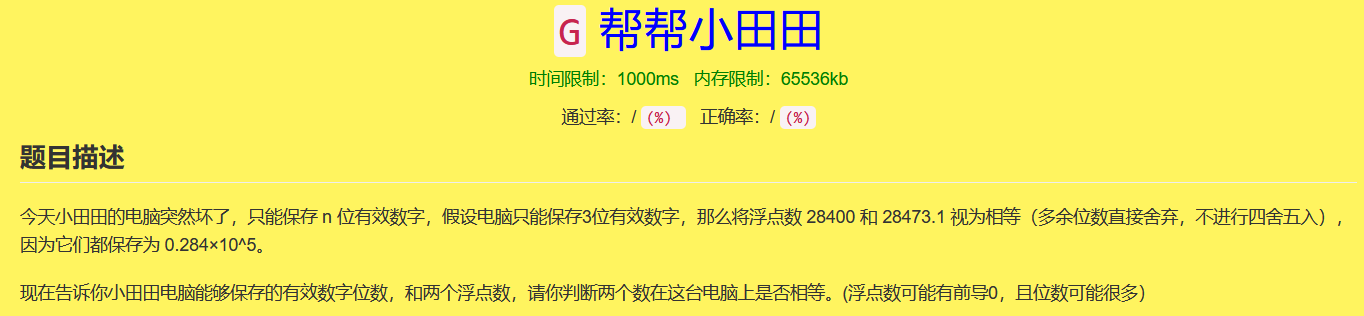 G 帮帮小田田
时间限制：1000ms 内存限制：65536kb
通过率：/ (%) 正确率：/ (%)
题目描述
今天小田田的电脑突然坏了，只能保存 n 位有效数字，假设电脑只能保存3位有效数字，那么将浮点数 28400 和 28473.1 视为相等（多余位数直接舍弃，不进行四舍五入），
因为它们都保存为 0.284×10^5。
现在告诉你小田田电脑能够保存的有效数字位数，和两个浮点数，请你判断两个数在这台电脑上是否相等。(浮点数可能有前导0，且位数可能很多）